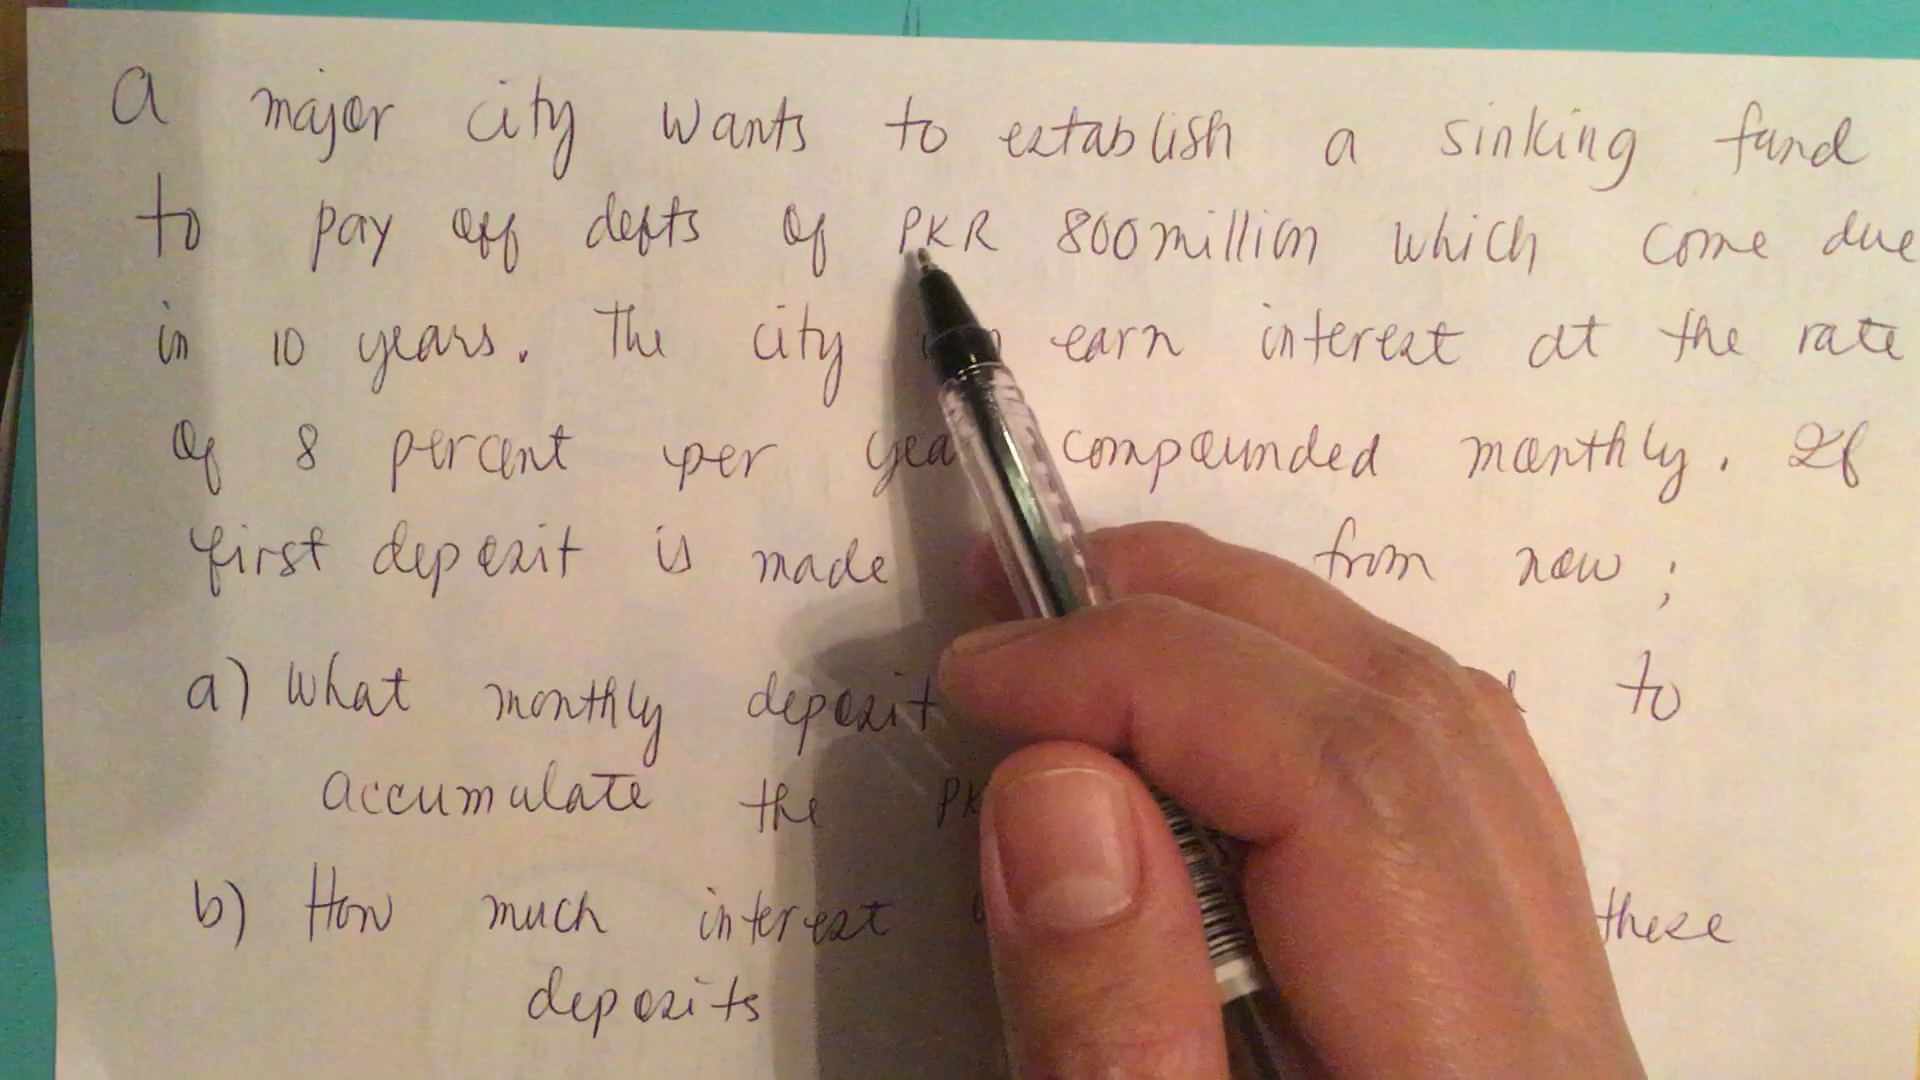 a major city wants to establish a sinking fund
to pay off debts of PKR 800 million which come due
in 10 years. The city earn interest at the rate
of 8 percent per yea compounded monthly. If
first deposit is made from now;
a) What monthly deposit to
accumulate the PK
b) How much interest these
deposits